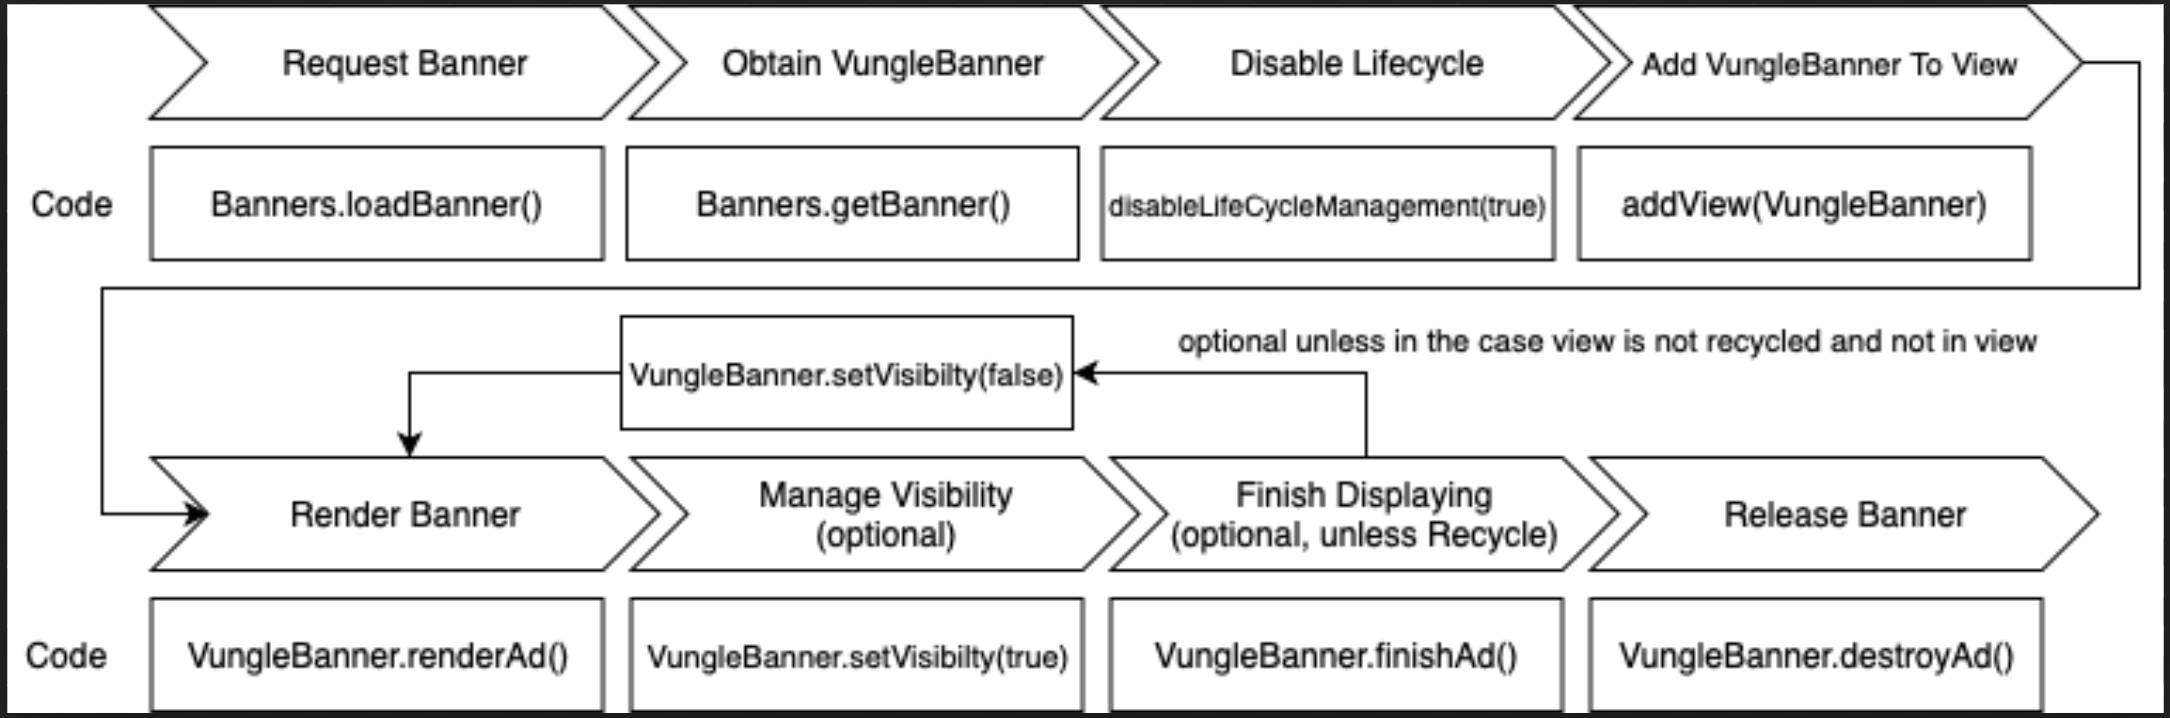 Request Banner
Obtain VungleBanner
Disable Lifecycle
Add VungleBanner To View
Code
Banners.loadBanner()
Banners.getBanner()
disableLifeCycleManagement(true)
addView(VungleBanner)
optional unless in the case view is not recycled and not in view
VungleBanner.setVisibilty(false)
Render Banner
Manage Visibility
(optional)
Finish Displaying
(optional, unless Recycle)
Release Banner
Code
VungleBanner.renderAd()
VungleBanner.setVisibilty(true)
VungleBanner.finishAd()
VungleBanner.destroyAd()